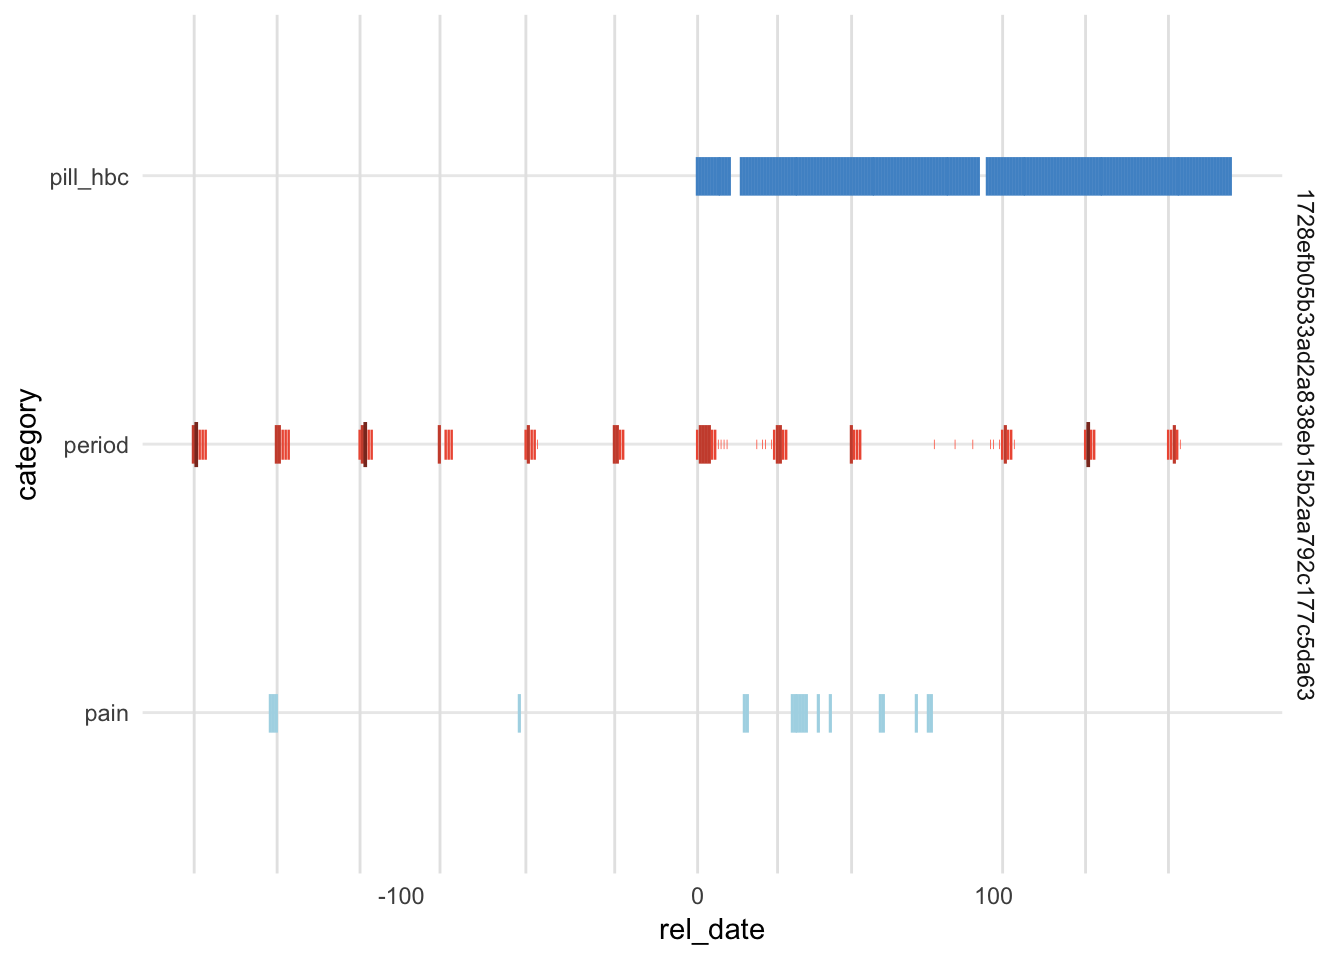 pill_hbc
period
pain
category
-100
0
100
rel_date
1728efb05b33ad2a838eb15b2aa792c177c5da63